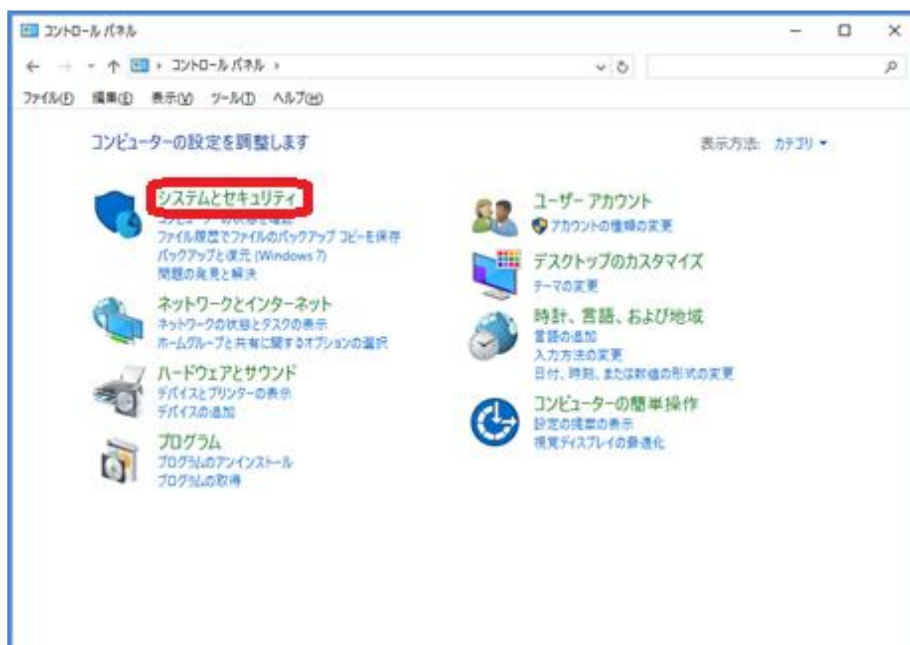 コントロール パネル
コントロール パネル
ファイル(F) 編集(E) 表示(V) ツール(T) ヘルプ(H)
コンピューターの設定を調整します
表示方法: カテゴリ
システムとセキュリティ
コンピューターの状態を確認
ファイル履歴でファイルのバックアップ コピーを保存
バックアップと復元 (Windows 7)
問題の発見と解決
ネットワークとインターネット
ネットワークの状態とタスクの表示
ホームグループと共有に関するオプションの選択
ハードウェアとサウンド
デバイスとプリンターの表示
デバイスの追加
プログラム
プログラムのアンインストール
プログラムの取得
ユーザー アカウント
アカウントの種類の変更
デスクトップのカスタマイズ
テーマの変更
時計、言語、および地域
言語の追加
入力方法の変更
日付、時刻、または数値の形式の変更
コンピューターの簡単操作
設定の提案の表示
視覚ディスプレイの最適化